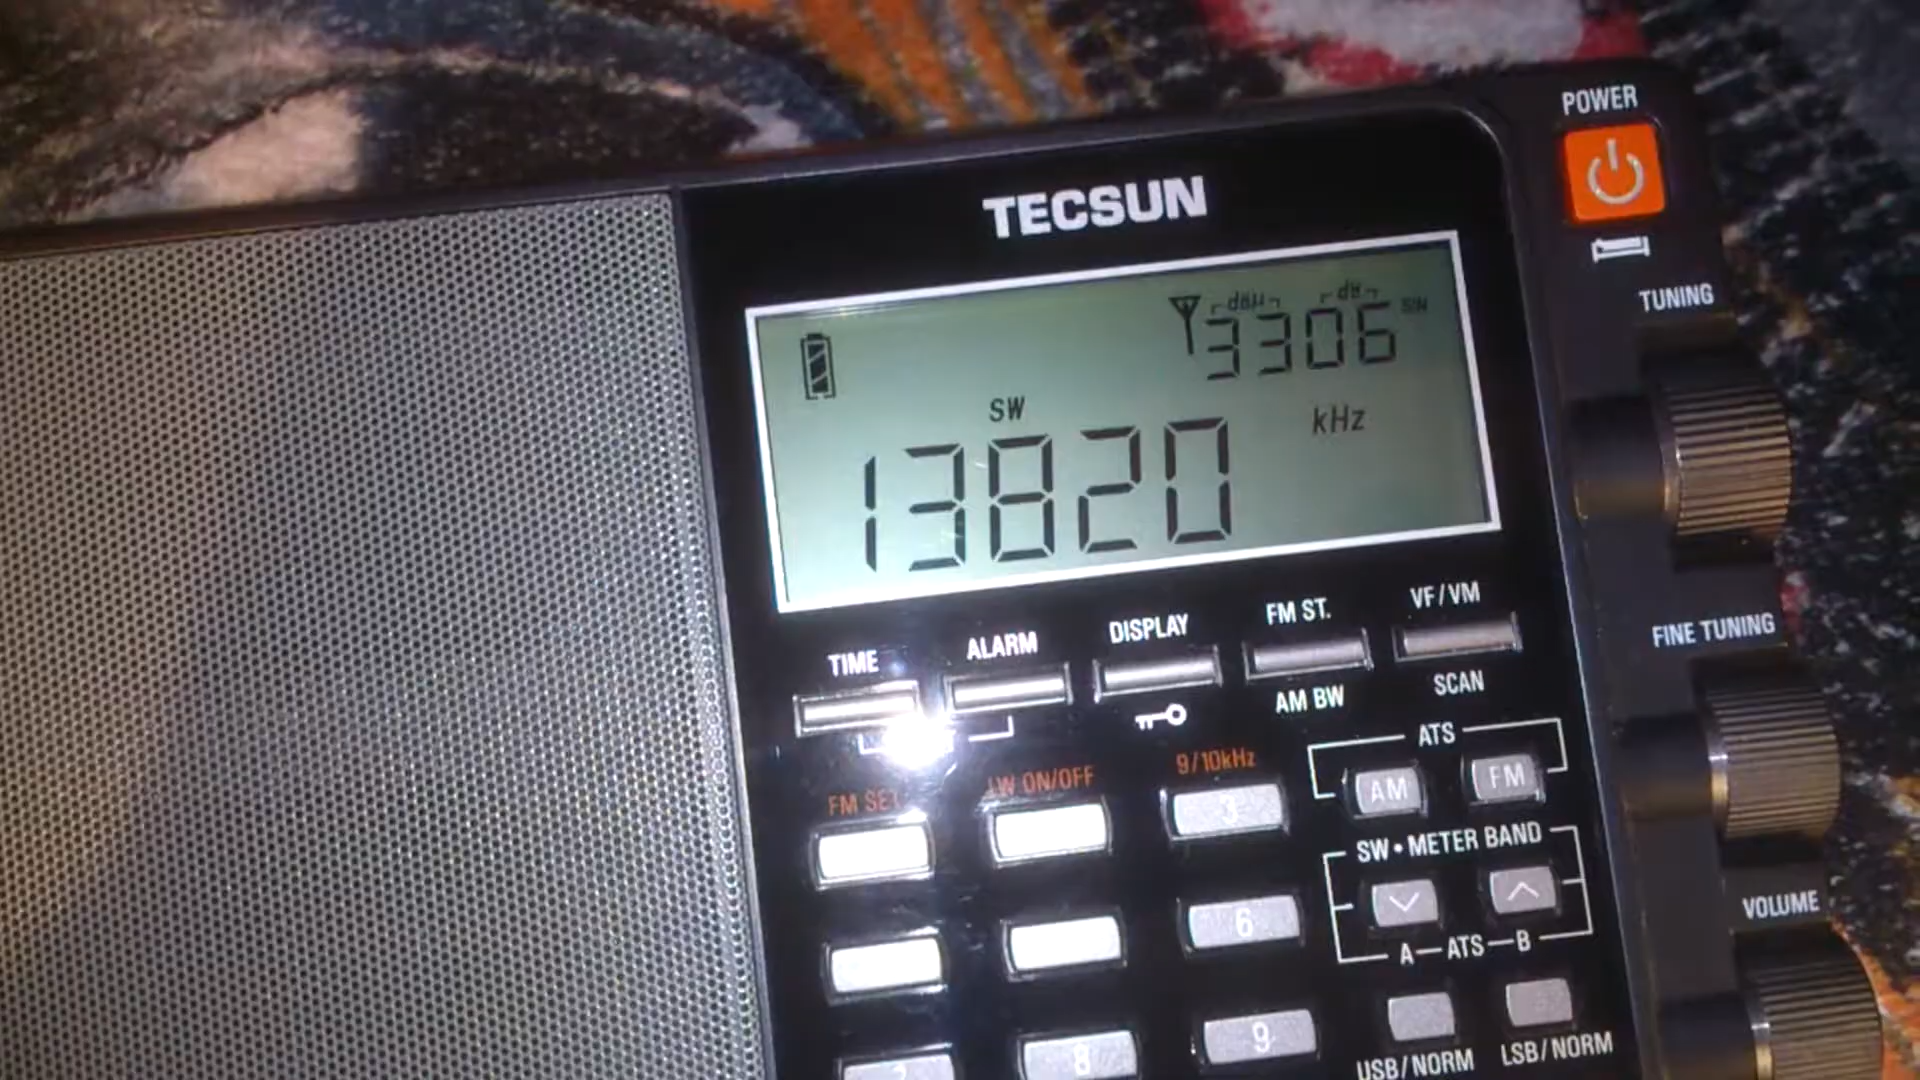 POWER
TECSUN
TUNING
dBµ dB
3306 S/N
SW kHz
13820
FINE TUNING
TIME ALARM DISPLAY FM ST. VF/VM
AM BW SCAN
ATS
FM SET LW ON/OFF 9/10kHz
3 AM FM
SW•METER BAND
6
A—ATS—B
VOLUME
8 9
USB/NORM LSB/NORM